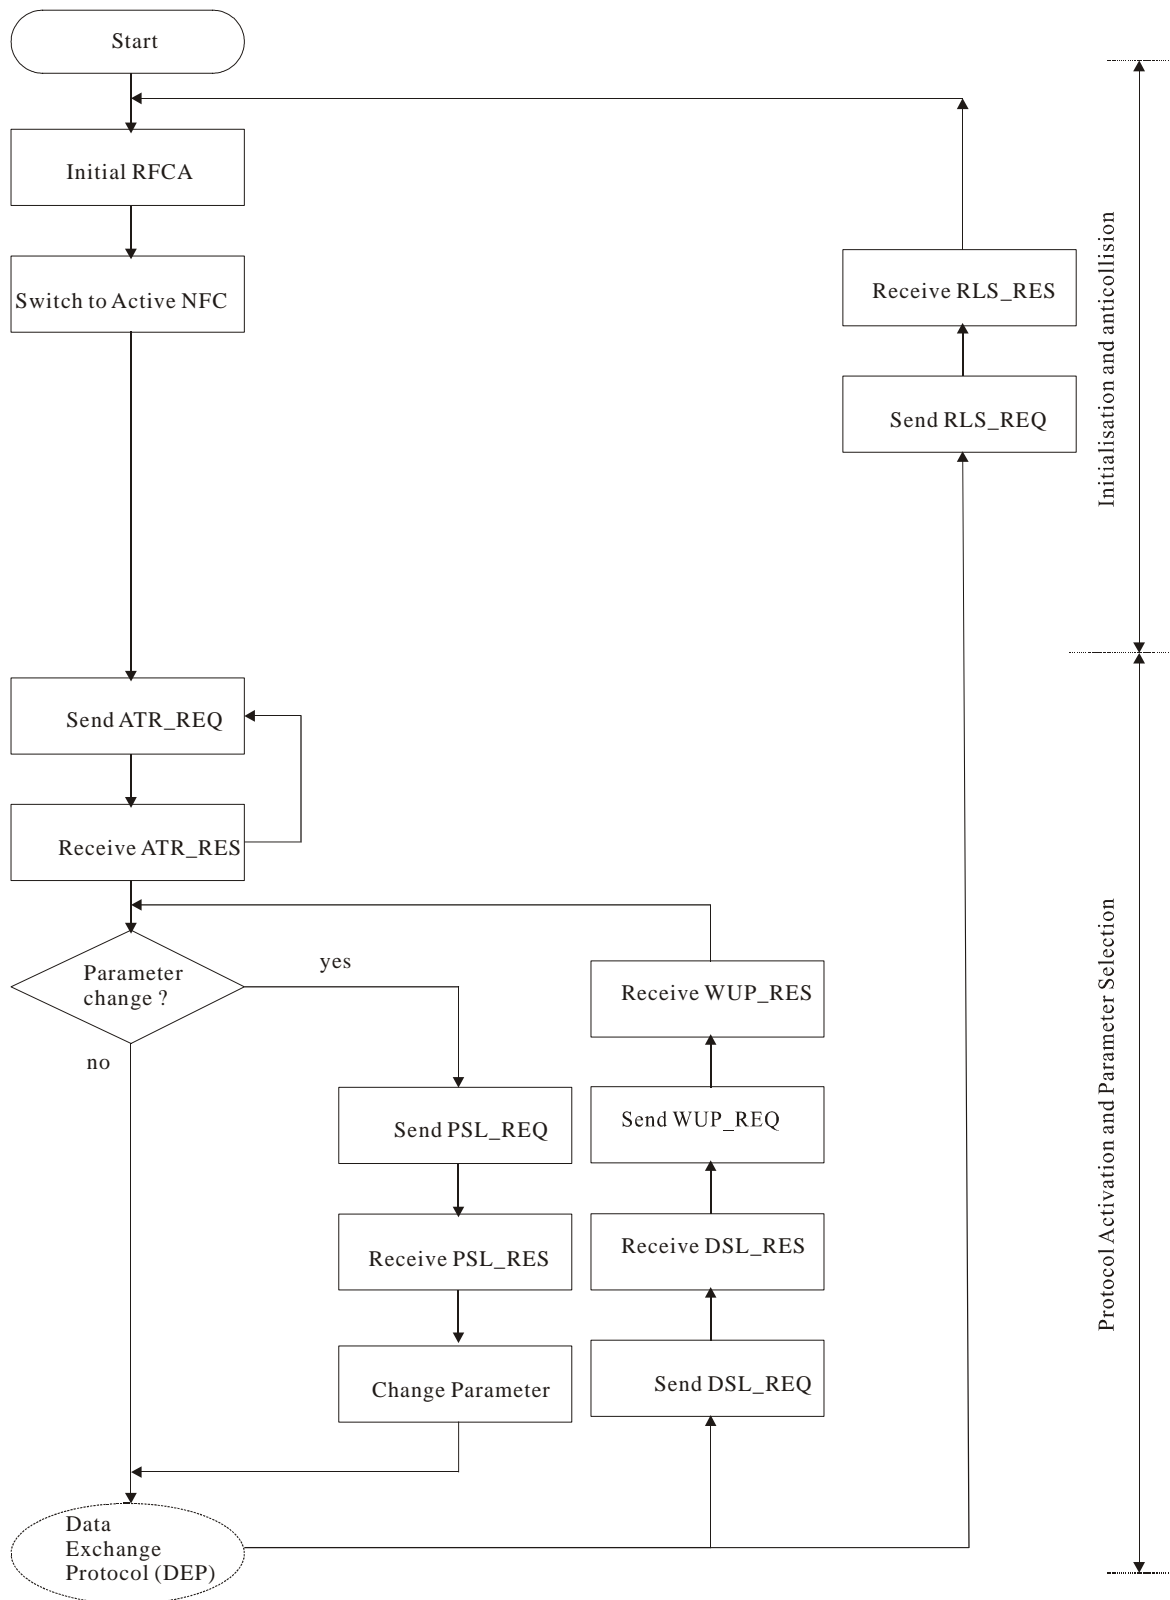 Start
Initial RFCA
Switch to Active NFC
Receive RLS_RES
Send RLS_REQ
Initialisation and anticollision
Send ATR_REQ
Receive ATR_RES
Parameter
change ?
yes
no
Receive WUP_RES
Send PSL_REQ
Send WUP_REQ
Receive PSL_RES
Receive DSL_RES
Change Parameter
Send DSL_REQ
Protocol Activation and Parameter Selection
Data
Exchange
Protocol (DEP)